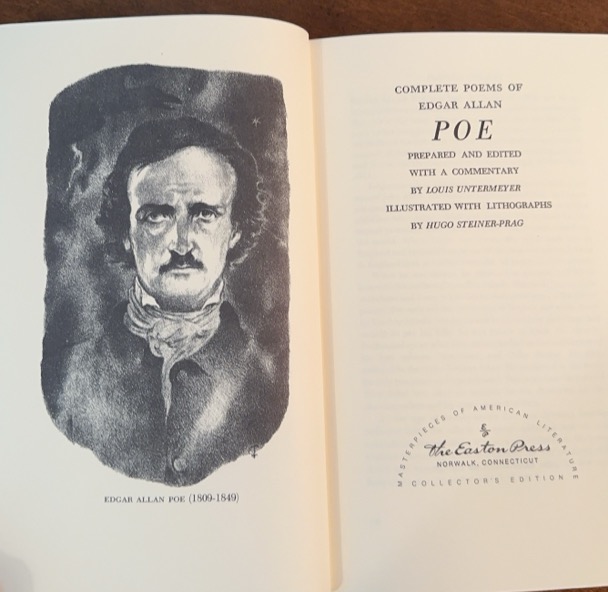 EDGAR ALLAN POE (1809-1849)
COMPLETE POEMS OF
EDGAR ALLAN
POE
PREPARED AND EDITED
WITH A COMMENTARY
BY LOUIS UNTERMEYER
ILLUSTRATED WITH LITHOGRAPHS
BY HUGO STEINER-PRAG
MASTERPIECES OF AMERICAN LITERATURE
the Easton Press
NORWALK, CONNECTICUT
COLLECTOR'S EDITION